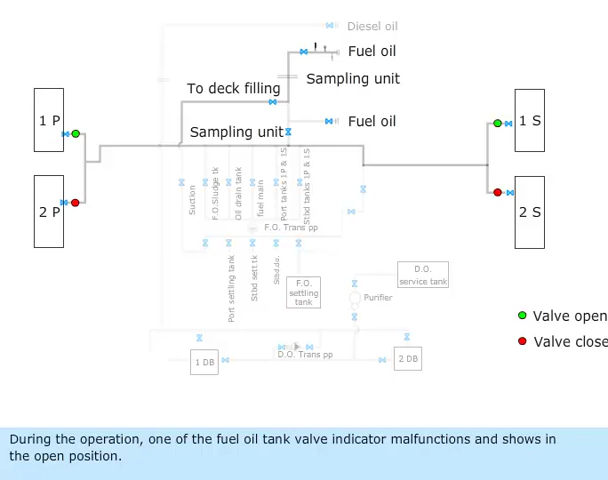 Diesel oil
Fuel oil
Sampling unit
To deck filling
1 P
1 S
Fuel oil
Sampling unit
Suction
F.O.Sludge tk
Oil drain tank
fuel main
Port tanks 1P & 1S
Stbd tanks 1P & 1S
2 P
2 S
F.O. Trans pp
Port settling tank
Stbd sett tk
Stbd.do.
F.O.
settling
tank
D.O.
service tank
Purifier
Valve open
Valve close
D.O. Trans pp
1 DB
2 DB
During the operation, one of the fuel oil tank valve indicator malfunctions and shows in
the open position.